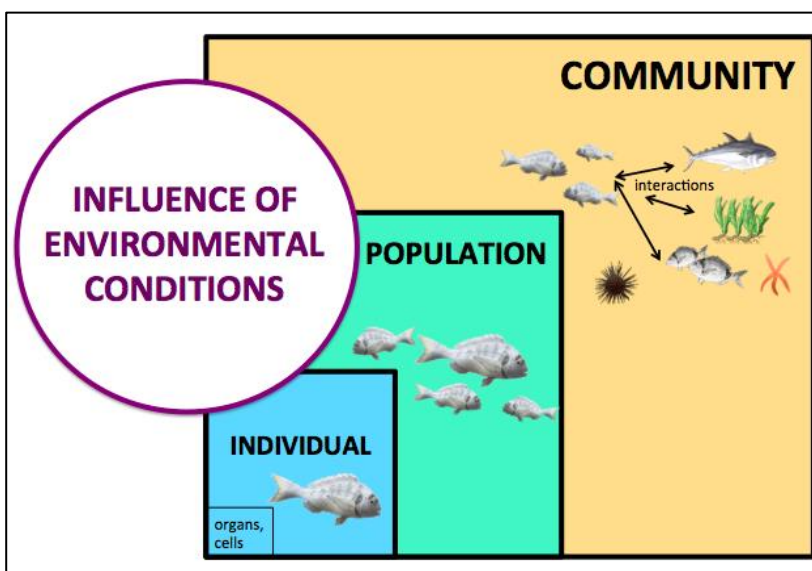 COMMUNITY
INFLUENCE OF
ENVIRONMENTAL
CONDITIONS
interactions
POPULATION
INDIVIDUAL
organs,
cells